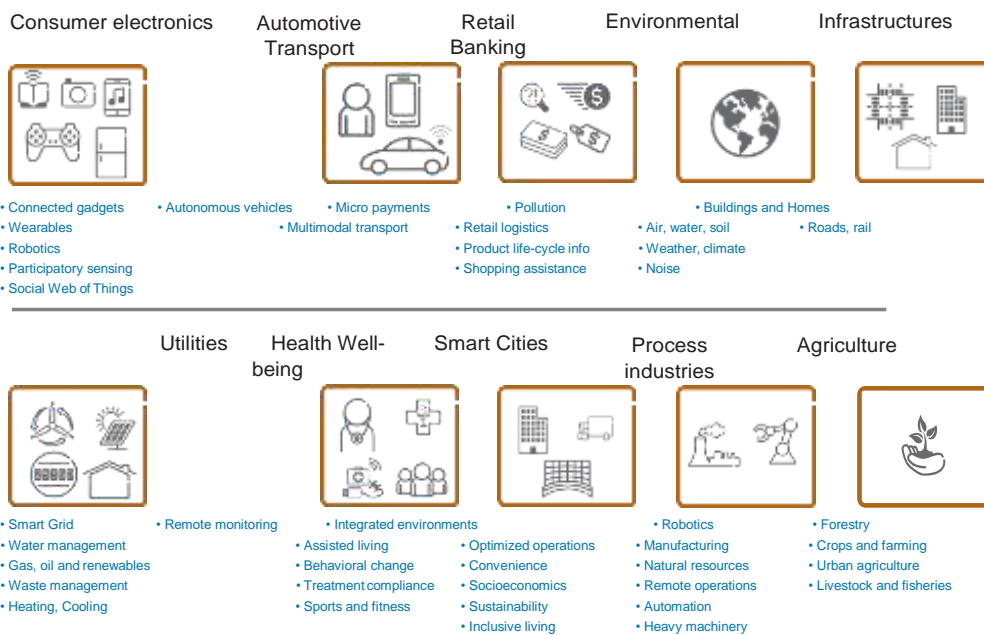 Consumer electronics
Automotive
Transport
Retail
Banking
Environmental
Infrastructures
• Connected gadgets
• Wearables
• Robotics
• Participatory sensing
• Social Web of Things
• Autonomous vehicles
• Multimodal transport
• Micro payments
• Retail logistics
• Product life-cycle info
• Shopping assistance
• Pollution
• Air, water, soil
• Weather, climate
• Noise
• Buildings and Homes
• Roads, rail
Utilities
Health Well-
being
Smart Cities
Process
industries
Agriculture
• Smart Grid
• Water management
• Gas, oil and renewables
• Waste management
• Heating, Cooling
• Remote monitoring
• Assisted living
• Behavioral change
• Treatment compliance
• Sports and fitness
• Integrated environments
• Optimized operations
• Convenience
• Socioeconomics
• Sustainability
• Inclusive living
• Robotics
• Manufacturing
• Natural resources
• Remote operations
• Automation
• Heavy machinery
• Forestry
• Crops and farming
• Urban agriculture
• Livestock and fisheries